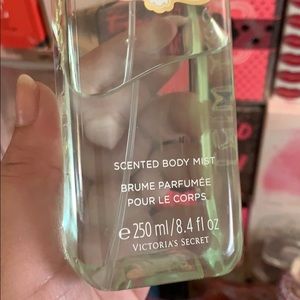 SCENTED BODY MIST
BRUME PARFUMÉE
POUR LE CORPS
℮ 250 ml/8.4 fl oz
VICTORIA'S SECRET